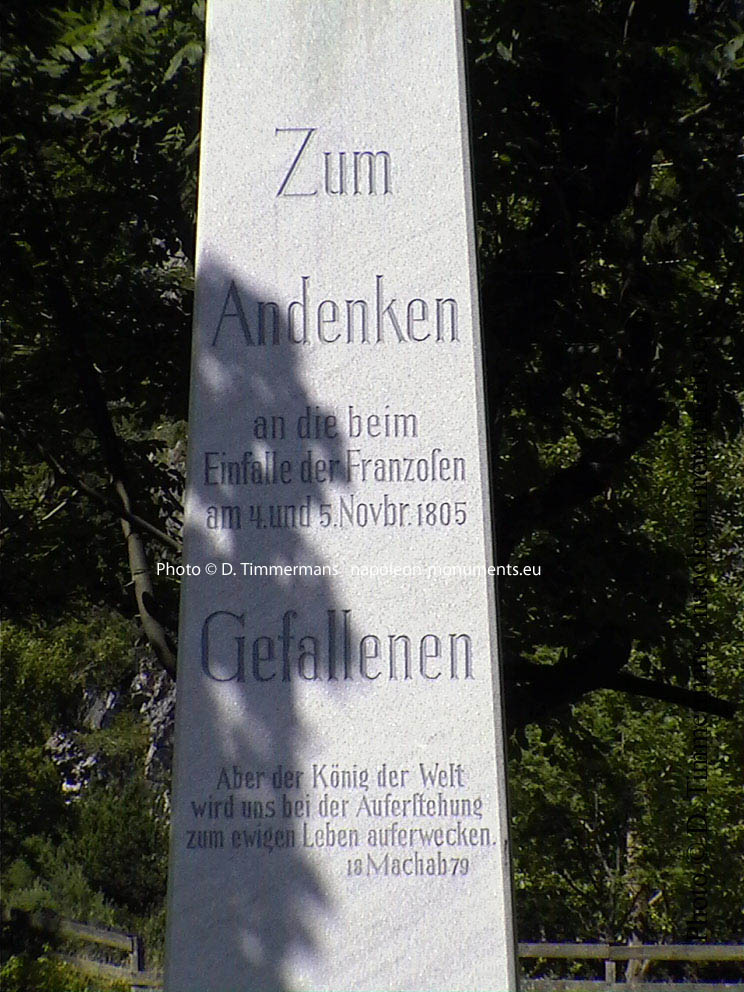 Zum
Andenken
an die beim
Einfalle der Franzoſen
am 4. und 5. Novbr. 1805
Photo © D. Timmermans - napoleon-monuments.eu
Gefallenen
Aber der König der Welt
wird uns bei der Auferſtehung
zum ewigen Leben auferwecken.
18 Machab 79